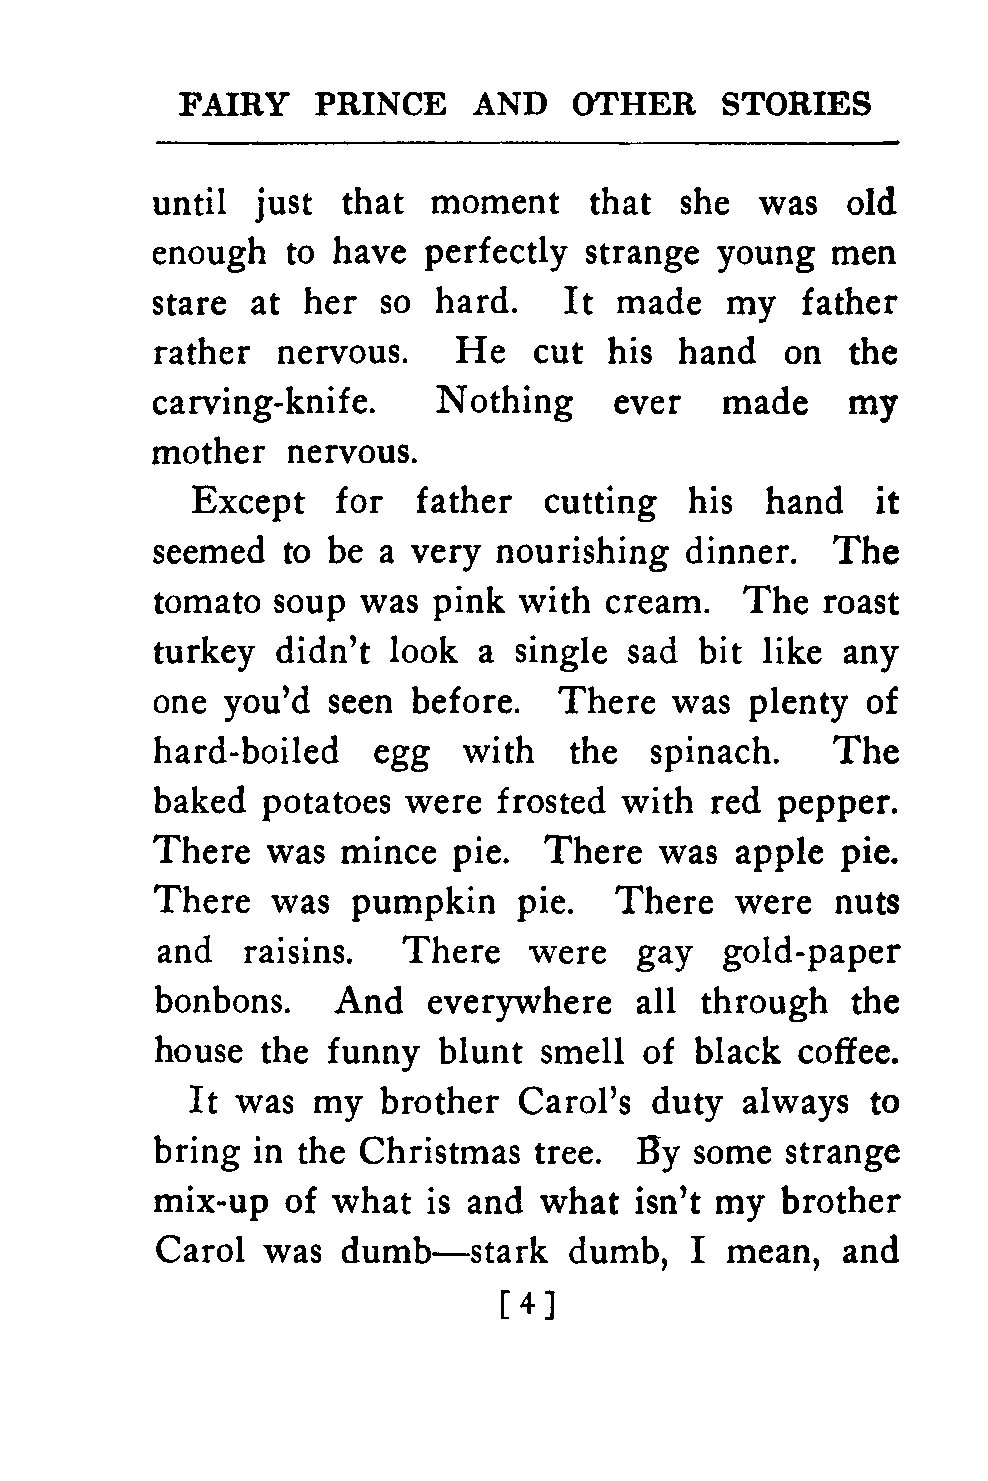 FAIRY PRINCE AND OTHER STORIES
until just that moment that she was old
enough to have perfectly strange young men
stare at her so hard. It made my father
rather nervous. He cut his hand on the
carving-knife. Nothing ever made my
mother nervous.
Except for father cutting his hand it
seemed to be a very nourishing dinner. The
tomato soup was pink with cream. The roast
turkey didn't look a single sad bit like any
one you'd seen before. There was plenty of
hard-boiled egg with the spinach. The
baked potatoes were frosted with red pepper.
There was mince pie. There was apple pie.
There was pumpkin pie. There were nuts
and raisins. There were gay gold-paper
bonbons. And everywhere all through the
house the funny blunt smell of black coffee.
It was my brother Carol's duty always to
bring in the Christmas tree. By some strange
mix-up of what is and what isn't my brother
Carol was dumb—stark dumb, I mean, and
[4]